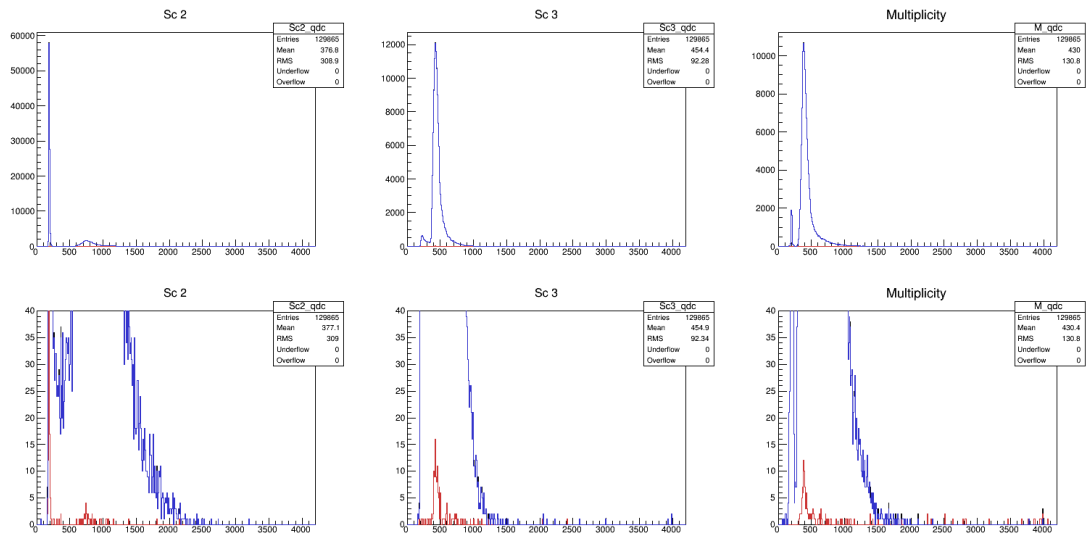 Sc 2
Sc2_qdc
Entries 129865
Mean 376.8
RMS 308.9
Underflow 0
Overflow 0
60000
50000
40000
30000
20000
10000
0
0 500 1000 1500 2000 2500 3000 3500 4000
Sc 3
Sc3_qdc
Entries 129865
Mean 454.4
RMS 92.28
Underflow 0
Overflow 0
12000
10000
8000
6000
4000
2000
0
0 500 1000 1500 2000 2500 3000 3500 4000
Multiplicity
M_qdc
Entries 129865
Mean 430
RMS 130.8
Underflow 0
Overflow 0
10000
8000
6000
4000
2000
0
0 500 1000 1500 2000 2500 3000 3500 4000
Sc 2
Sc2_qdc
Entries 129865
Mean 377.1
RMS 309
Underflow 0
Overflow 0
40
35
30
25
20
15
10
5
0
0 500 1000 1500 2000 2500 3000 3500 4000
Sc 3
Sc3_qdc
Entries 129865
Mean 454.9
RMS 92.34
Underflow 0
Overflow 0
40
35
30
25
20
15
10
5
0
0 500 1000 1500 2000 2500 3000 3500 4000
Multiplicity
M_qdc
Entries 129865
Mean 430.4
RMS 130.8
Underflow 0
Overflow 0
40
35
30
25
20
15
10
5
0
0 500 1000 1500 2000 2500 3000 3500 4000